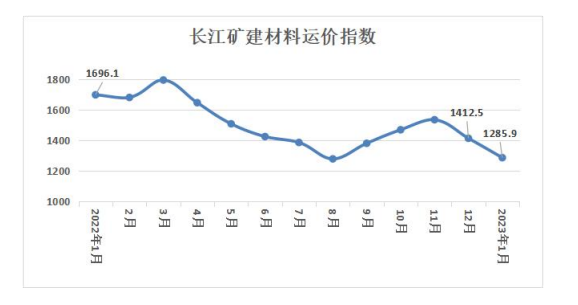 长江矿建材料运价指数
1800
1600
1400
1200
1000
1696.1
1412.5
1285.9
2022年1月
2月
3月
4月
5月
6月
7月
8月
9月
10月
11月
12月
2023年1月